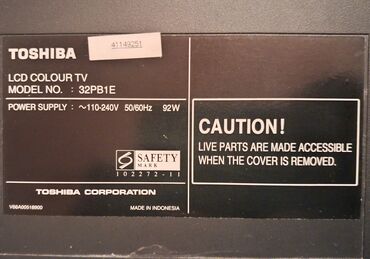 TOSHIBA
41149251
LCD COLOUR TV
MODEL NO. : 32PB1E
POWER SUPPLY : ~110-240V 50/60Hz 92W
CAUTION!
LIVE PARTS ARE MADE ACCESSIBLE
WHEN THE COVER IS REMOVED.
S SAFETY
MARK
102272-11
TOSHIBA CORPORATION
V88A00518800
MADE IN INDONESIA